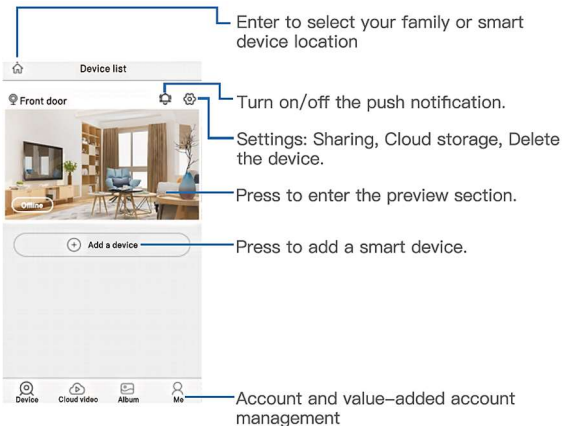 Enter to select your family or smart
device location
Device list
Front door
Turn on/off the push notification.
Settings: Sharing, Cloud storage, Delete
the device.
Press to enter the preview section.
Offline
Add a device
Press to add a smart device.
Device
Cloud video
Album
Me
Account and value-added account
management